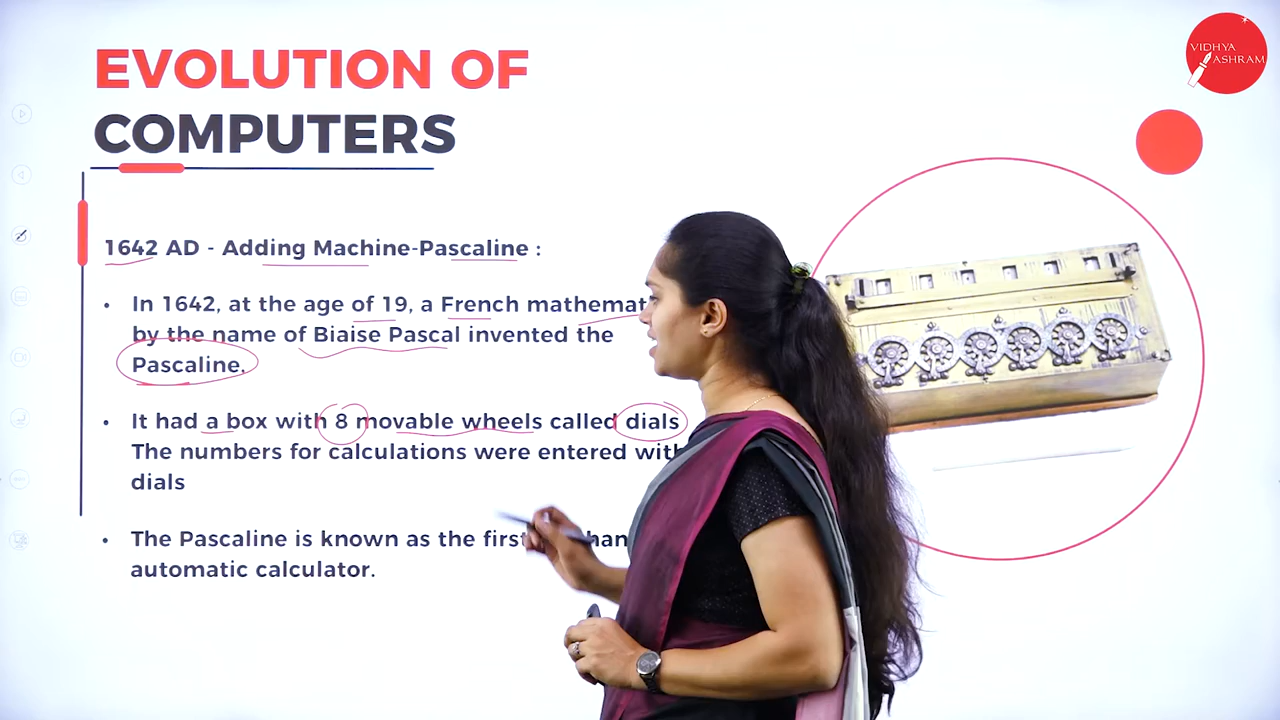 EVOLUTION OF
COMPUTERS
VIDHYA
ASHRAM
1642 AD - Adding Machine-Pascaline :
• In 1642, at the age of 19, a French
by the name of Biaise Pascal invented the
Pascaline.
• It had a box with 8 movable wheels called dials
The numbers for calculations were entered with
dials
• The Pascaline is known as the first
automatic calculator.